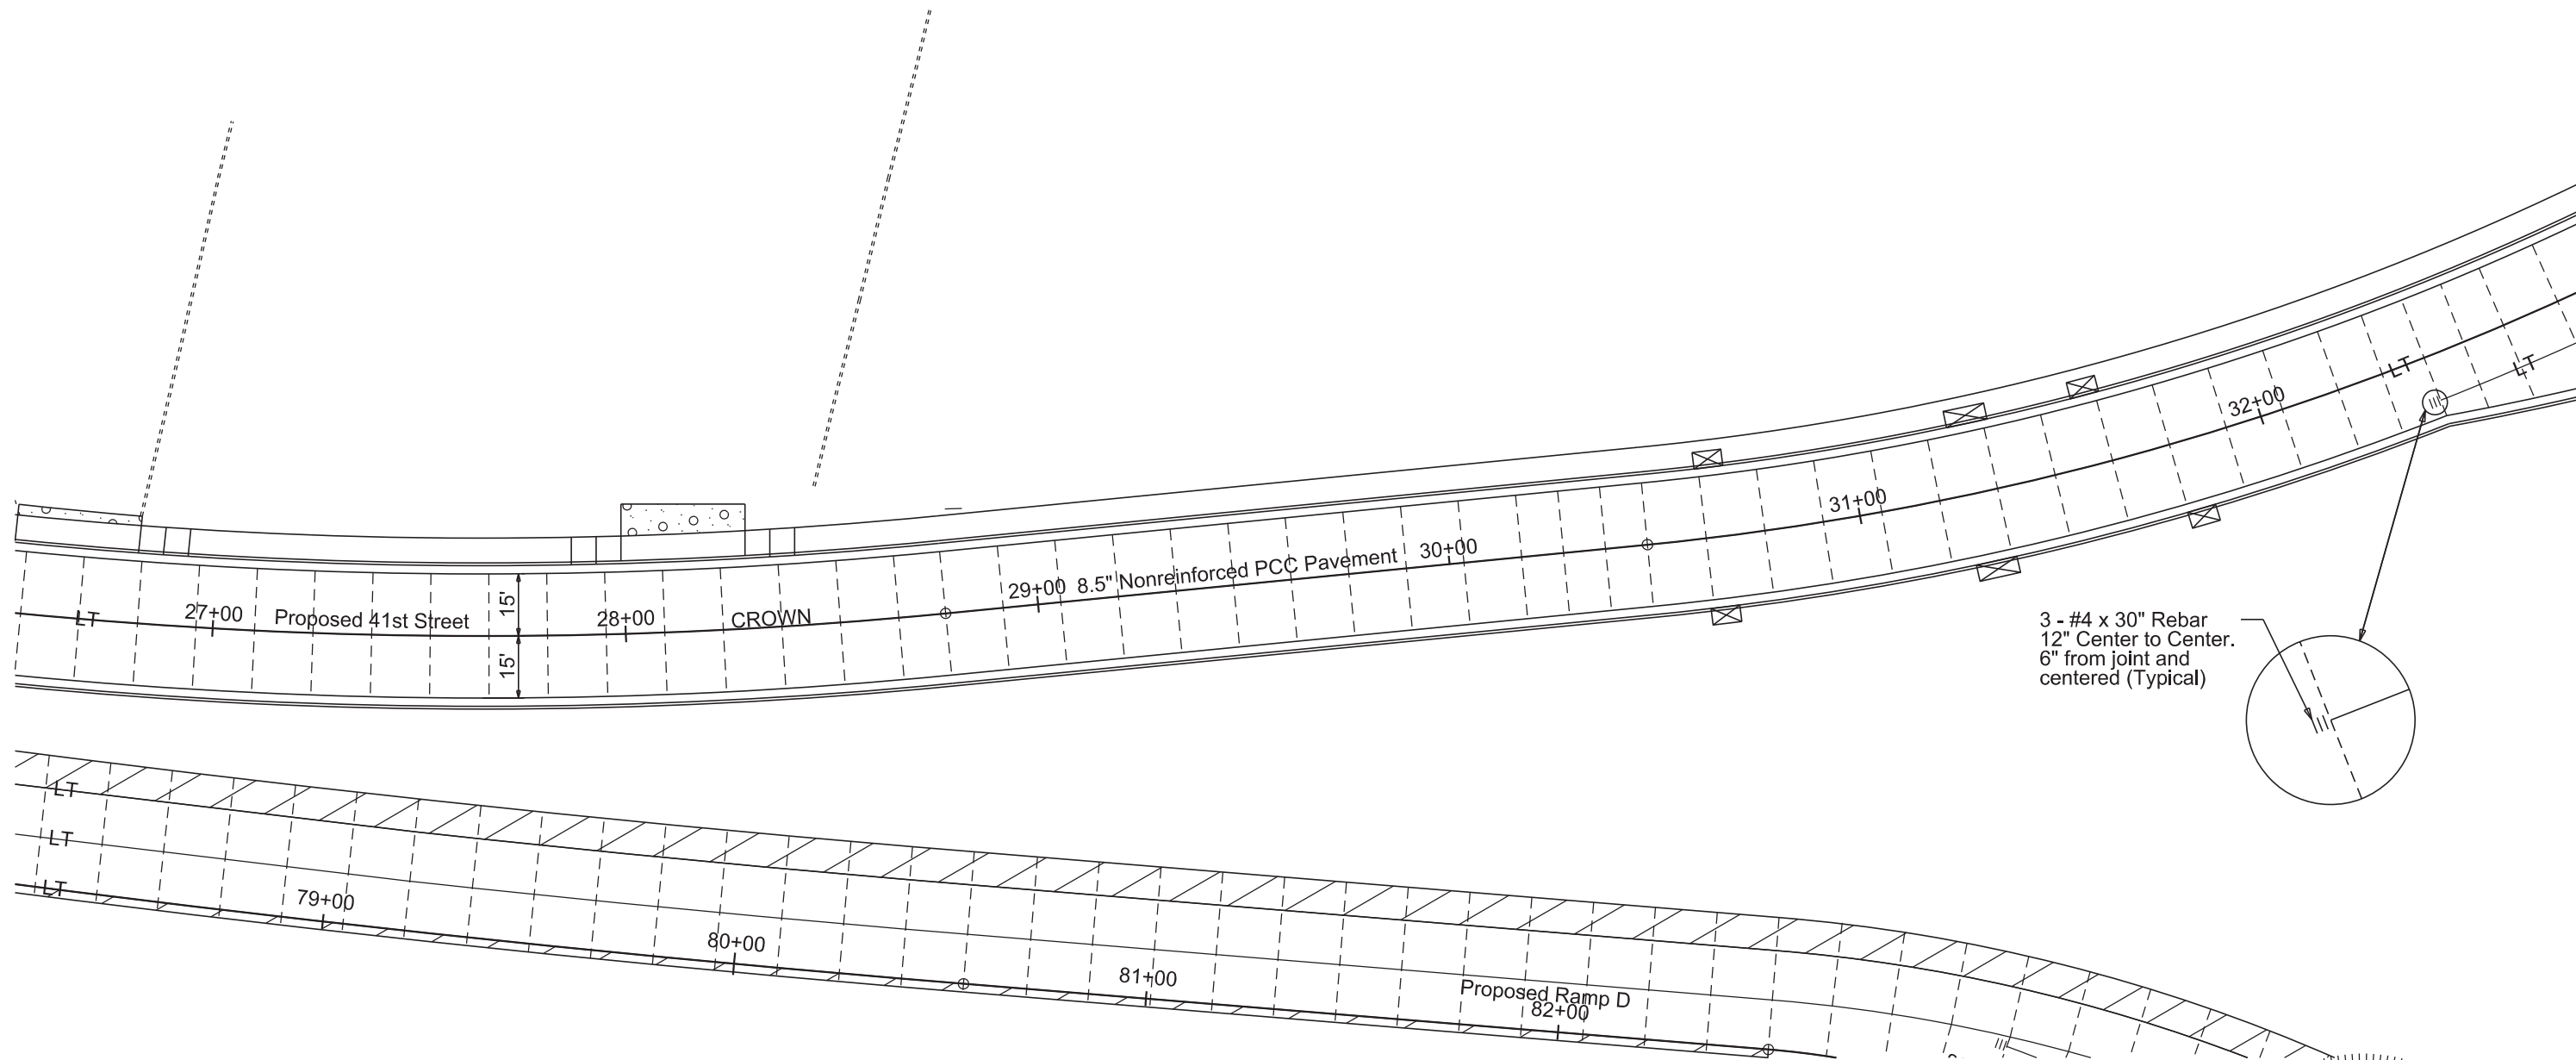 32+00
LT
LT
31+00
30+00
8.5" Nonreinforced PCC Pavement
29+00
27+00
Proposed 41st Street
15'
28+00
CROWN
LT
15'
3 - #4 x 30" Rebar
12" Center to Center.
6" from joint and
centered (Typical)
LT
LT
LT
79+00
80+00
81+00
Proposed Ramp D
82+00